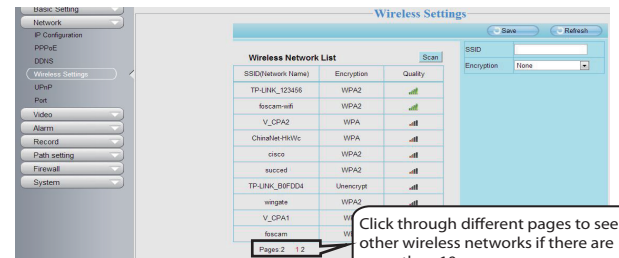 Basic Setting
Network
IP Configuration
PPPoE
DDNS
Wireless Settings
UPnP
Port
Video
Alarm
Record
Path setting
Firewall
System
Wireless Settings
Save Refresh
Wireless Network List Scan
SSID(Network Name) Encryption Quality
TP-LINK_123456 WPA2
foscam-wifi WPA2
V_CPA2 WPA
ChinaNet-HkWc WPA
cisco WPA2
succed WPA2
TP-LINK_B0FDD4 Unencrypt
wingate WPA2
V_CPA1
foscam
Pages:2 1 2
SSID
Encryption None
Click through different pages to see
other wireless networks if there are